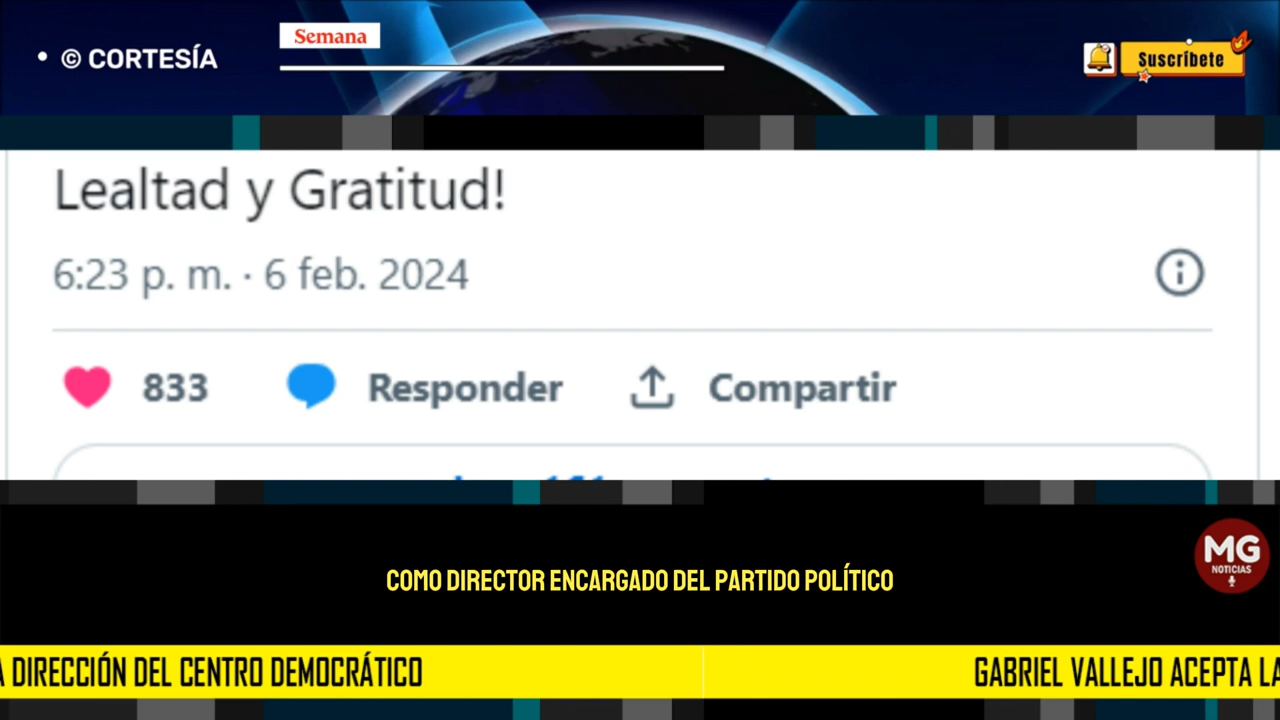 • © CORTESÍA
Semana
Suscríbete
Lealtad y Gratitud!
6:23 p. m. · 6 feb. 2024
833 Responder Compartir
COMO DIRECTOR ENCARGADO DEL PARTIDO POLÍTICO
MG
NOTICIAS
A DIRECCIÓN DEL CENTRO DEMOCRÁTICO
GABRIEL VALLEJO ACEPTA LA